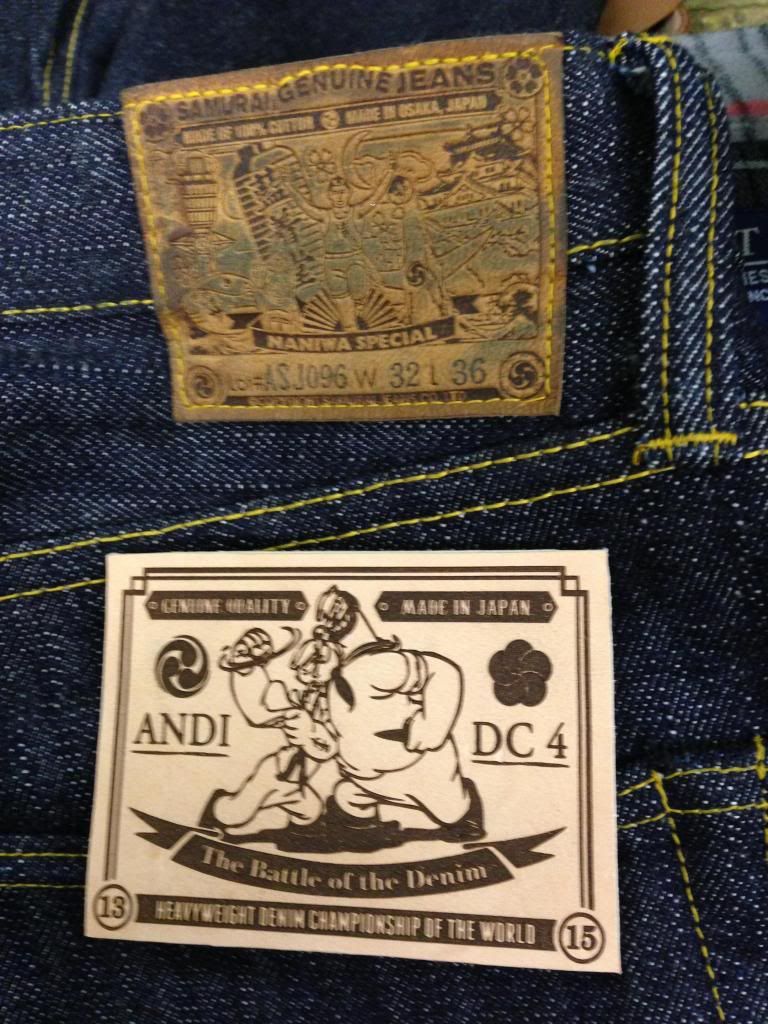 SAMURAI GENUINE JEANS
MADE OF 100% COTTON MADE IN OSAKA, JAPAN
NANIWA SPECIAL
Lot# ASJ096 W 32 L 36
GENUINE QUALITY MADE IN JAPAN
ANDI DC 4
The Battle of the Denim
13 HEAVYWEIGHT DENIM CHAMPIONSHIP OF THE WORLD 15